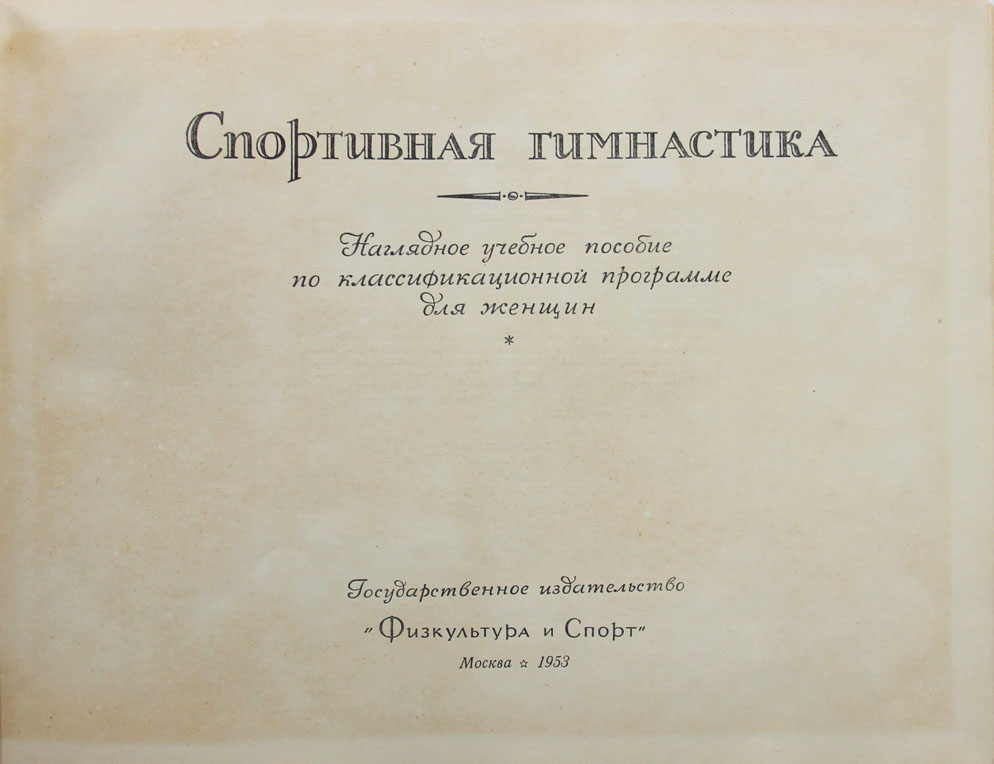 Спортивная гимнастика
Наглядное учебное пособие
по классификационной программе
для женщин
*
Государственное издательство
"Физкультура и Спорт"
Москва ☆ 1953